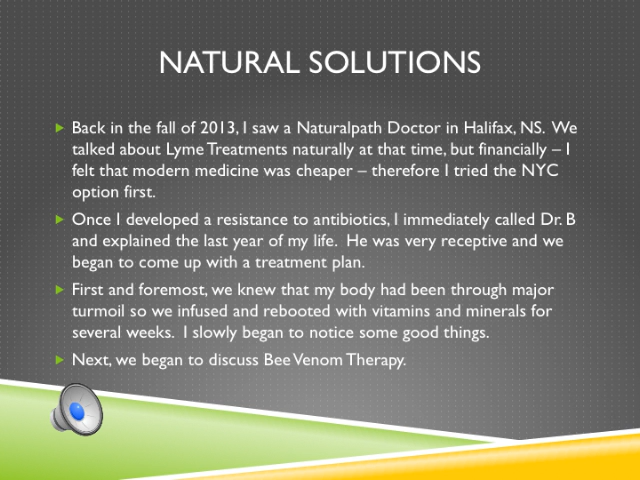 NATURAL SOLUTIONS
Back in the fall of 2013, I saw a Naturalpath Doctor in Halifax, NS. We
talked about Lyme Treatments naturally at that time, but financially – I
felt that modern medicine was cheaper – therefore I tried the NYC
option first.
Once I developed a resistance to antibiotics, I immediately called Dr. B
and explained the last year of my life. He was very receptive and we
began to come up with a treatment plan.
First and foremost, we knew that my body had been through major
turmoil so we infused and rebooted with vitamins and minerals for
several weeks. I slowly began to notice some good things.
Next, we began to discuss Bee Venom Therapy.